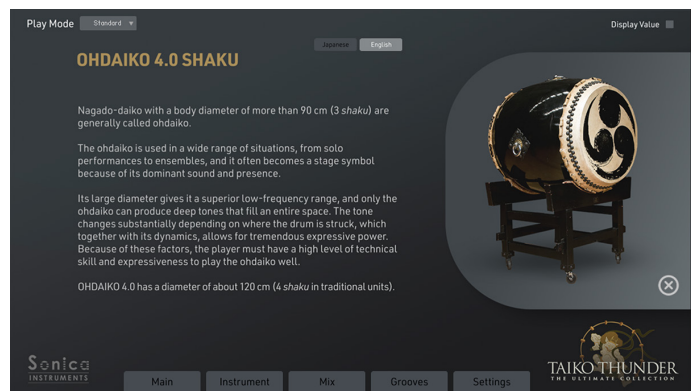 Play Mode Standard Display Value
Japanese English
OHDAIKO 4.0 SHAKU
Nagado-daiko with a body diameter of more than 90 cm (3 shaku) are
generally called ohdaiko.
The ohdaiko is used in a wide range of situations, from solo
performances to ensembles, and it often becomes a stage symbol
because of its dominant sound and presence.
Its large diameter gives it a superior low-frequency range, and only the
ohdaiko can produce deep tones that fill an entire space. The tone
changes substantially depending on where the drum is struck, which
together with its dynamics, allows for tremendous expressive power.
Because of these factors, the player must have a high level of technical
skill and expressiveness to play the ohdaiko well.
OHDAIKO 4.0 has a diameter of about 120 cm (4 shaku in traditional units).
Sonica
INSTRUMENTS
TAIKO THUNDER
THE ULTIMATE COLLECTION
Main Instrument Mix Grooves Settings